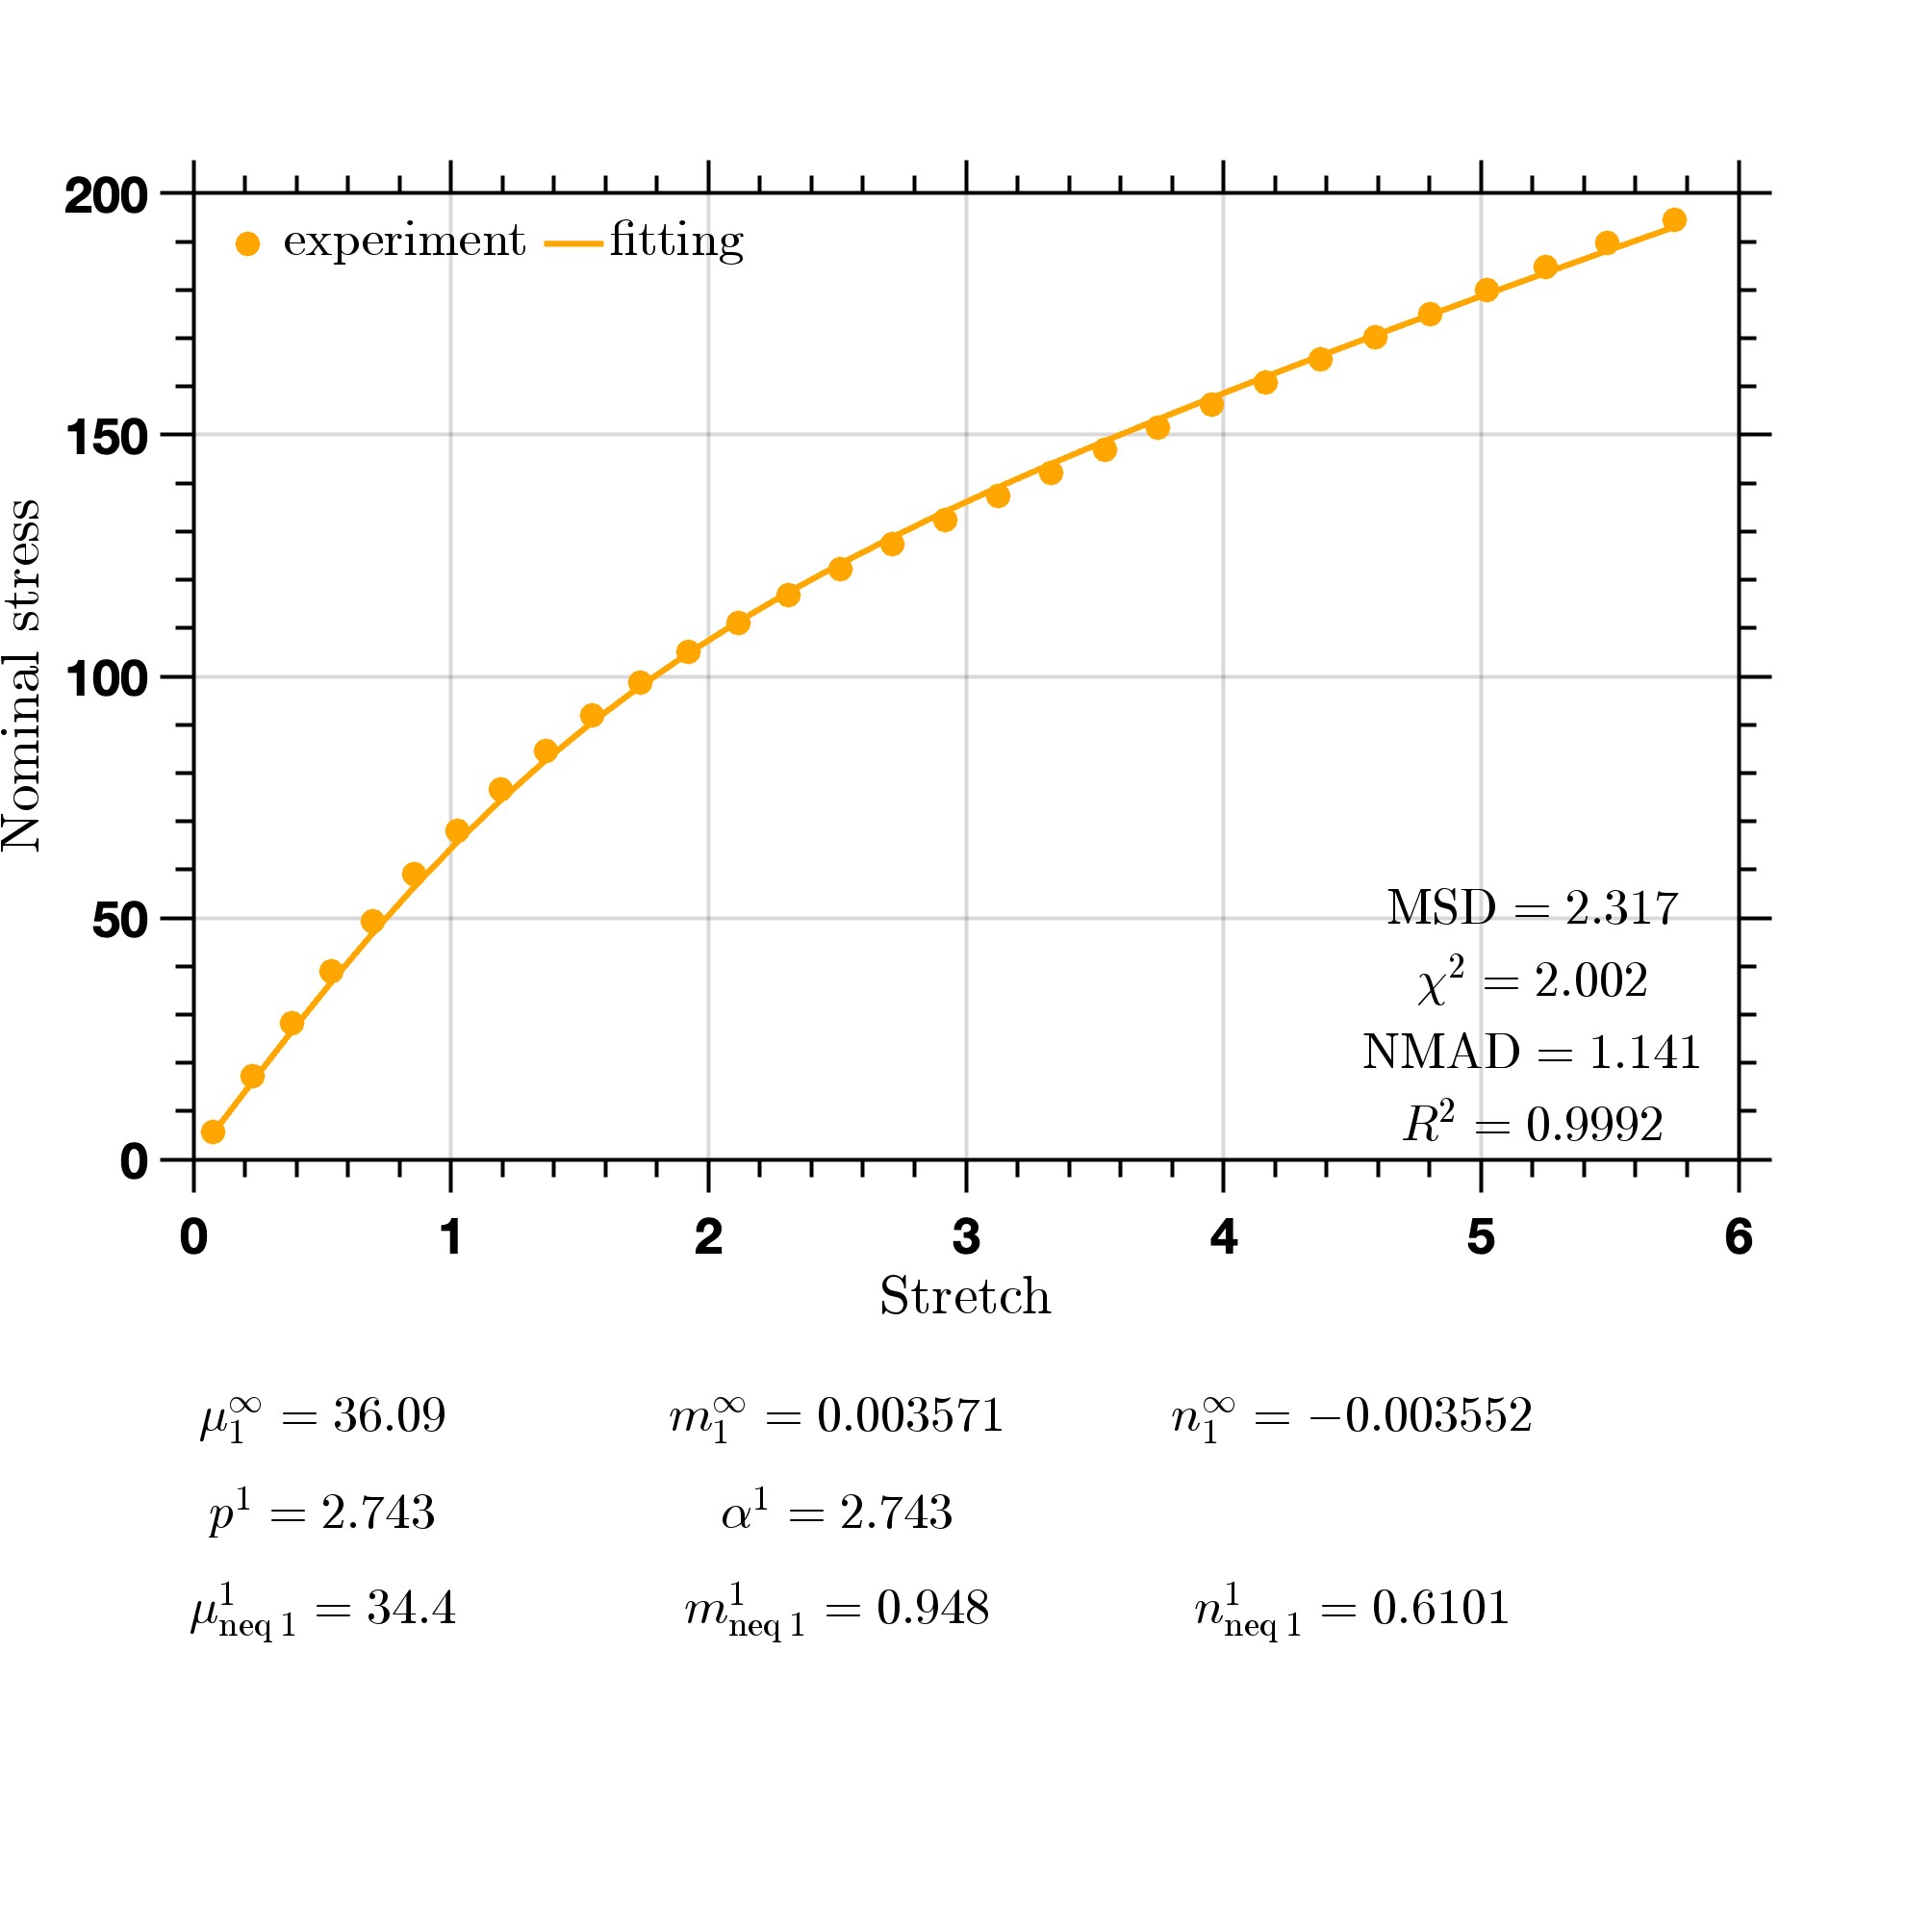 200
experiment fitting
150
100
50
0
Nominal stress
MSD = 2.317
χ² = 2.002
NMAD = 1.141
R² = 0.9992
0 1 2 3 4 5 6
Stretch
μ₁^∞ = 36.09 m₁^∞ = 0.003571 n₁^∞ = −0.003552
p¹ = 2.743 α¹ = 2.743
μ¹_neq 1 = 34.4 m¹_neq 1 = 0.948 n¹_neq 1 = 0.6101